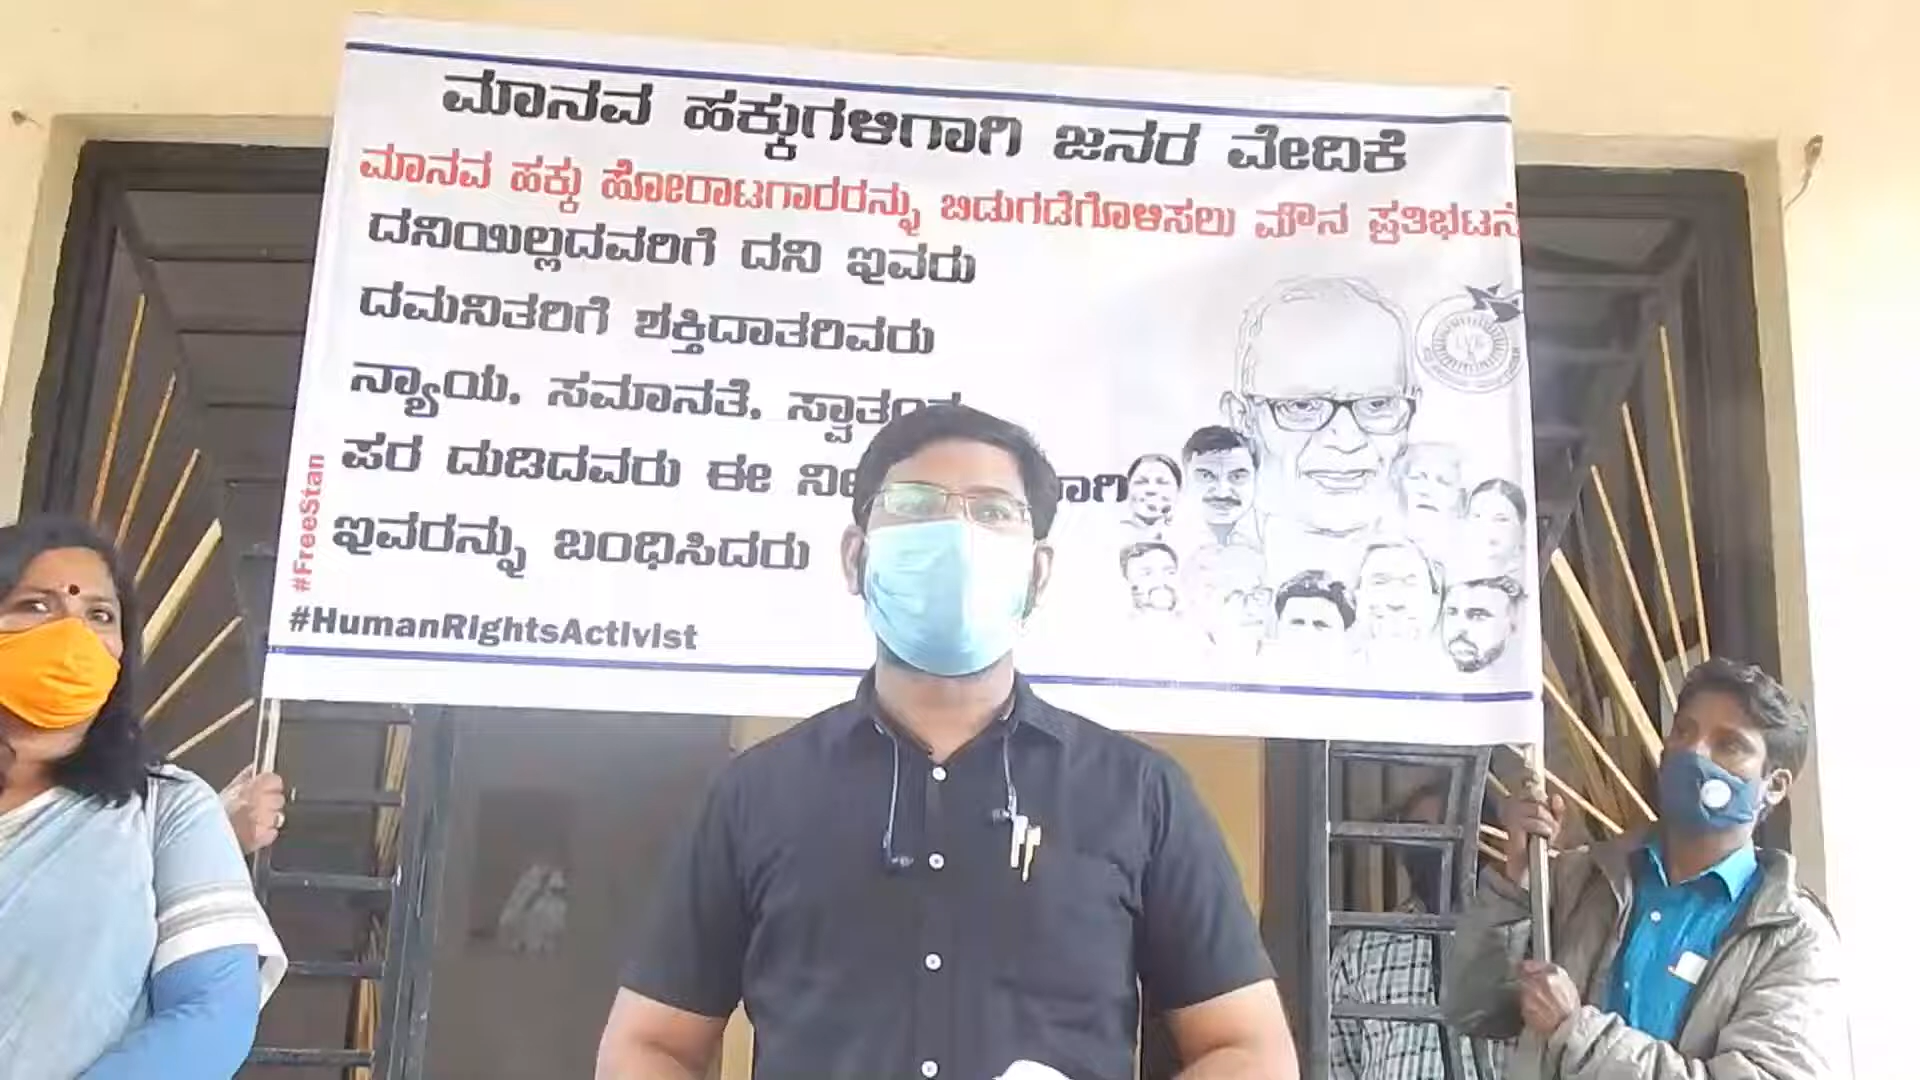 ಮಾನವ ಹಕ್ಕುಗಳಿಗಾಗಿ ಜನರ ವೇದಿಕೆ
ಮಾನವ ಹಕ್ಕು ಹೋರಾಟಗಾರರನ್ನು ಬಿಡುಗಡೆಗೊಳಿಸಲು ಮೌನ ಪ್ರತಿಭಟನೆ
ದನಿಯಿಲ್ಲದವರಿಗೆ ದನಿ ಇವರು
ದಮನಿತರಿಗೆ ಶಕ್ತಿದಾತರಿವರು
ನ್ಯಾಯ, ಸಮಾನತೆ,
ಪರ ದುಡಿದವರು ಈ
ಇವರನ್ನು ಬಂಧಿಸಿದರು
#FreeStan
#HumanRightsActivist